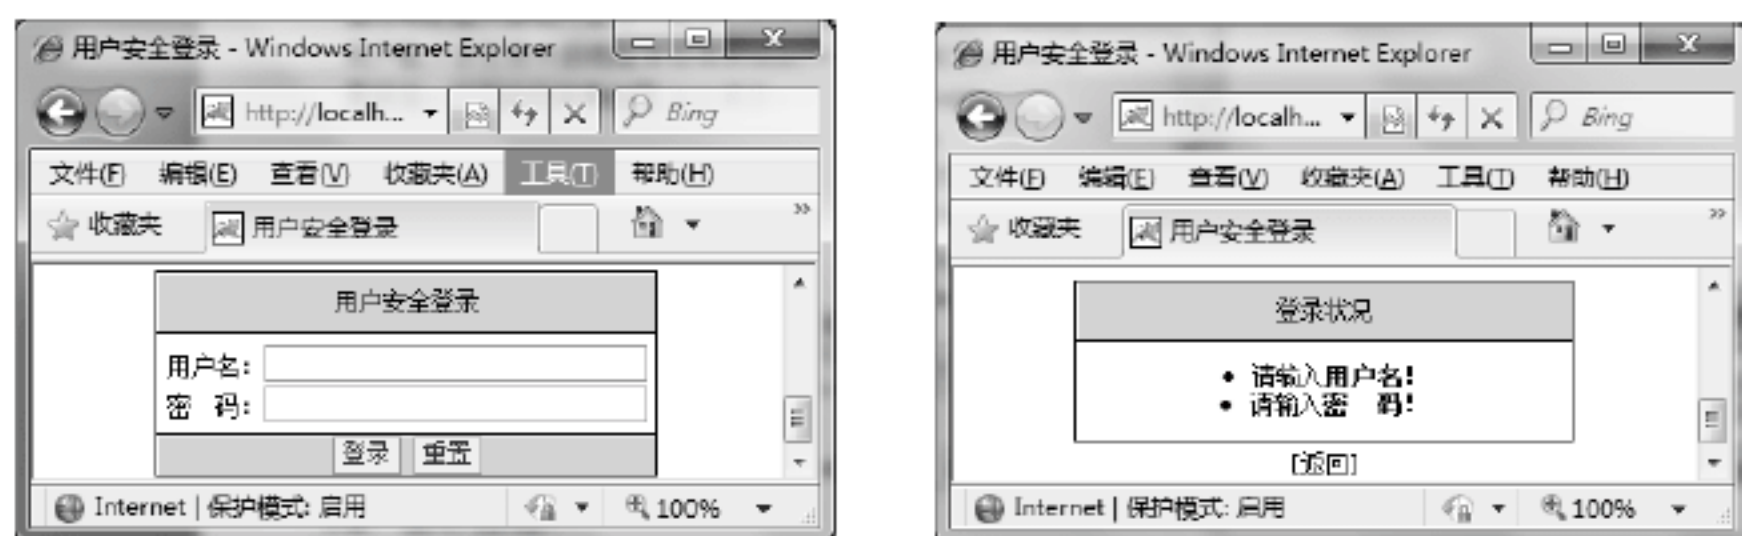 用户安全登录 - Windows Internet Explorer
http://localh...
Bing
文件(F) 编辑(E) 查看(V) 收藏夹(A) 工具(T) 帮助(H)
收藏夹 用户安全登录 »
用户安全登录
用户名:
密 码:
登录 重置
Internet | 保护模式: 启用 100%
用户安全登录 - Windows Internet Explorer
http://localh...
Bing
文件(F) 编辑(E) 查看(V) 收藏夹(A) 工具(T) 帮助(H)
收藏夹 用户安全登录 »
登录状况
• 请输入用户名!
• 请输入密 码!
[返回]
Internet | 保护模式: 启用 100%